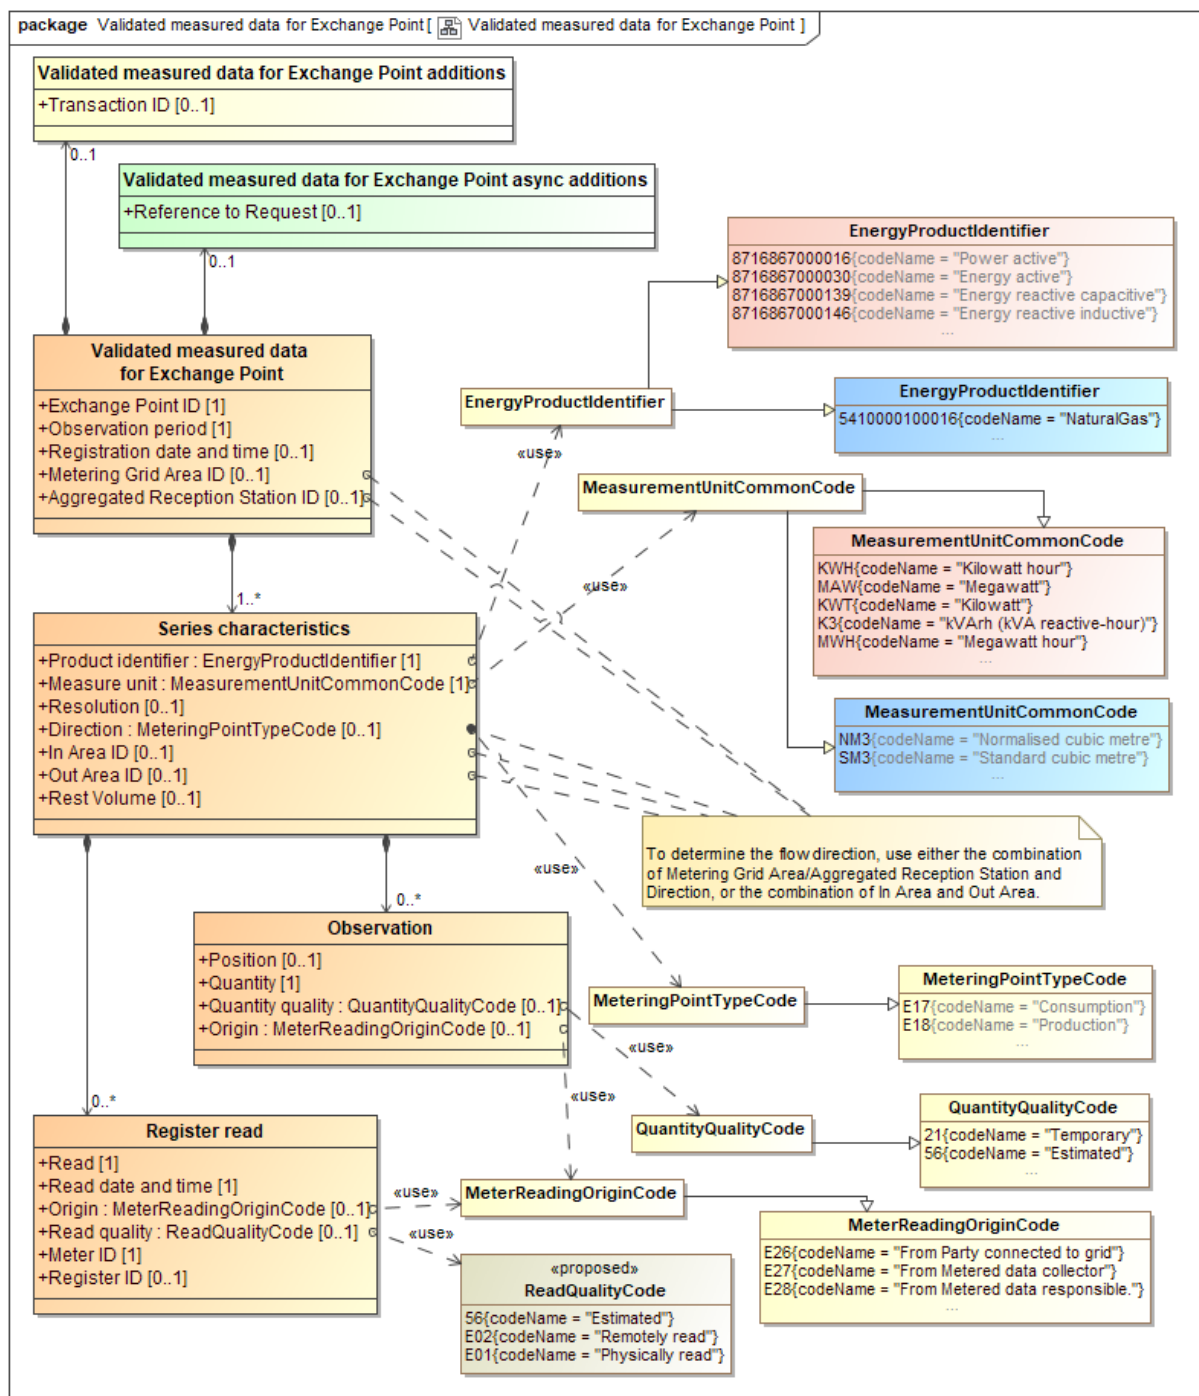 package Validated measured data for Exchange Point [ Validated measured data for Exchange Point ]
Validated measured data for Exchange Point additions
+Transaction ID [0..1]
0..1
Validated measured data for Exchange Point async additions
+Reference to Request [0..1]
0..1
EnergyProductIdentifier
8716867000016{codeName = "Power active"}
8716867000030{codeName = "Energy active"}
8716867000139{codeName = "Energy reactive capacitive"}
8716867000146{codeName = "Energy reactive inductive"}
...
Validated measured data
for Exchange Point
+Exchange Point ID [1]
+Observation period [1]
+Registration date and time [0..1]
+Metering Grid Area ID [0..1]
+Aggregated Reception Station ID [0..1]
EnergyProductIdentifier
EnergyProductIdentifier
5410000100016{codeName = "NaturalGas"}
...
«use»
MeasurementUnitCommonCode
MeasurementUnitCommonCode
KWH{codeName = "Kilowatt hour"}
MAW{codeName = "Megawatt"}
KWT{codeName = "Kilowatt"}
K3{codeName = "kVArh (kVA reactive-hour)"}
MWH{codeName = "Megawatt hour"}
...
«use»
1..*
Series characteristics
+Product identifier : EnergyProductIdentifier [1]
+Measure unit : MeasurementUnitCommonCode [1]
+Resolution [0..1]
+Direction : MeteringPointTypeCode [0..1]
+In Area ID [0..1]
+Out Area ID [0..1]
+Rest Volume [0..1]
MeasurementUnitCommonCode
NM3{codeName = "Normalised cubic metre"}
SM3{codeName = "Standard cubic metre"}
...
To determine the flow direction, use either the combination
of Metering Grid Area/Aggregated Reception Station and
Direction, or the combination of In Area and Out Area.
«use»
0..*
Observation
+Position [0..1]
+Quantity [1]
+Quantity quality : QuantityQualityCode [0..1]
+Origin : MeterReadingOriginCode [0..1]
MeteringPointTypeCode
MeteringPointTypeCode
E17{codeName = "Consumption"}
E18{codeName = "Production"}
...
«use»
«use»
0..*
QuantityQualityCode
QuantityQualityCode
21{codeName = "Temporary"}
56{codeName = "Estimated"}
...
Register read
+Read [1]
+Read date and time [1]
+Origin : MeterReadingOriginCode [0..1]
+Read quality : ReadQualityCode [0..1]
+Meter ID [1]
+Register ID [0..1]
«use»
«use»
MeterReadingOriginCode
MeterReadingOriginCode
E26{codeName = "From Party connected to grid"}
E27{codeName = "From Metered data collector"}
E28{codeName = "From Metered data responsible."}
...
«proposed»
ReadQualityCode
56{codeName = "Estimated"}
E02{codeName = "Remotely read"}
E01{codeName = "Physically read"}